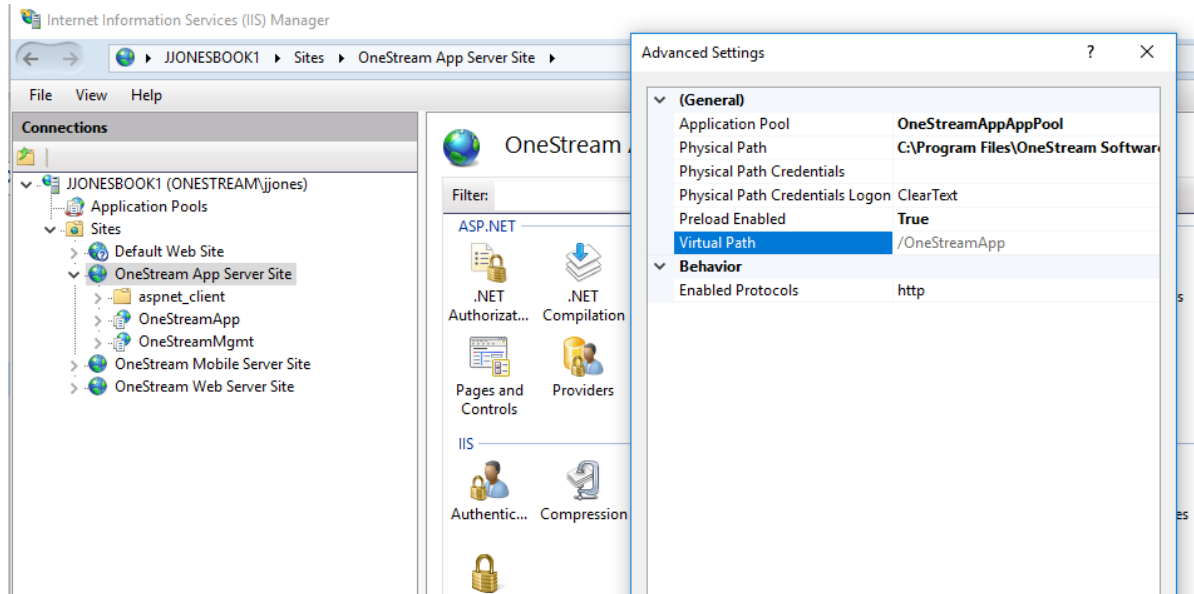 Internet Information Services (IIS) Manager
JJONESBOOK1 Sites OneStream App Server Site
File View Help
Connections
JJONESBOOK1 (ONESTREAM\jjones)
Application Pools
Sites
Default Web Site
OneStream App Server Site
aspnet_client
OneStreamApp
OneStreamMgmt
OneStream Mobile Server Site
OneStream Web Server Site
OneStream
Filter:
ASP.NET
.NET Authorizat...
.NET Compilation
Pages and Controls
Providers
IIS
Authentic...
Compression
Advanced Settings
?
(General)
Application Pool OneStreamAppAppPool
Physical Path C:\Program Files\OneStream Software
Physical Path Credentials
Physical Path Credentials Logon ClearText
Preload Enabled True
Virtual Path /OneStreamApp
Behavior
Enabled Protocols http